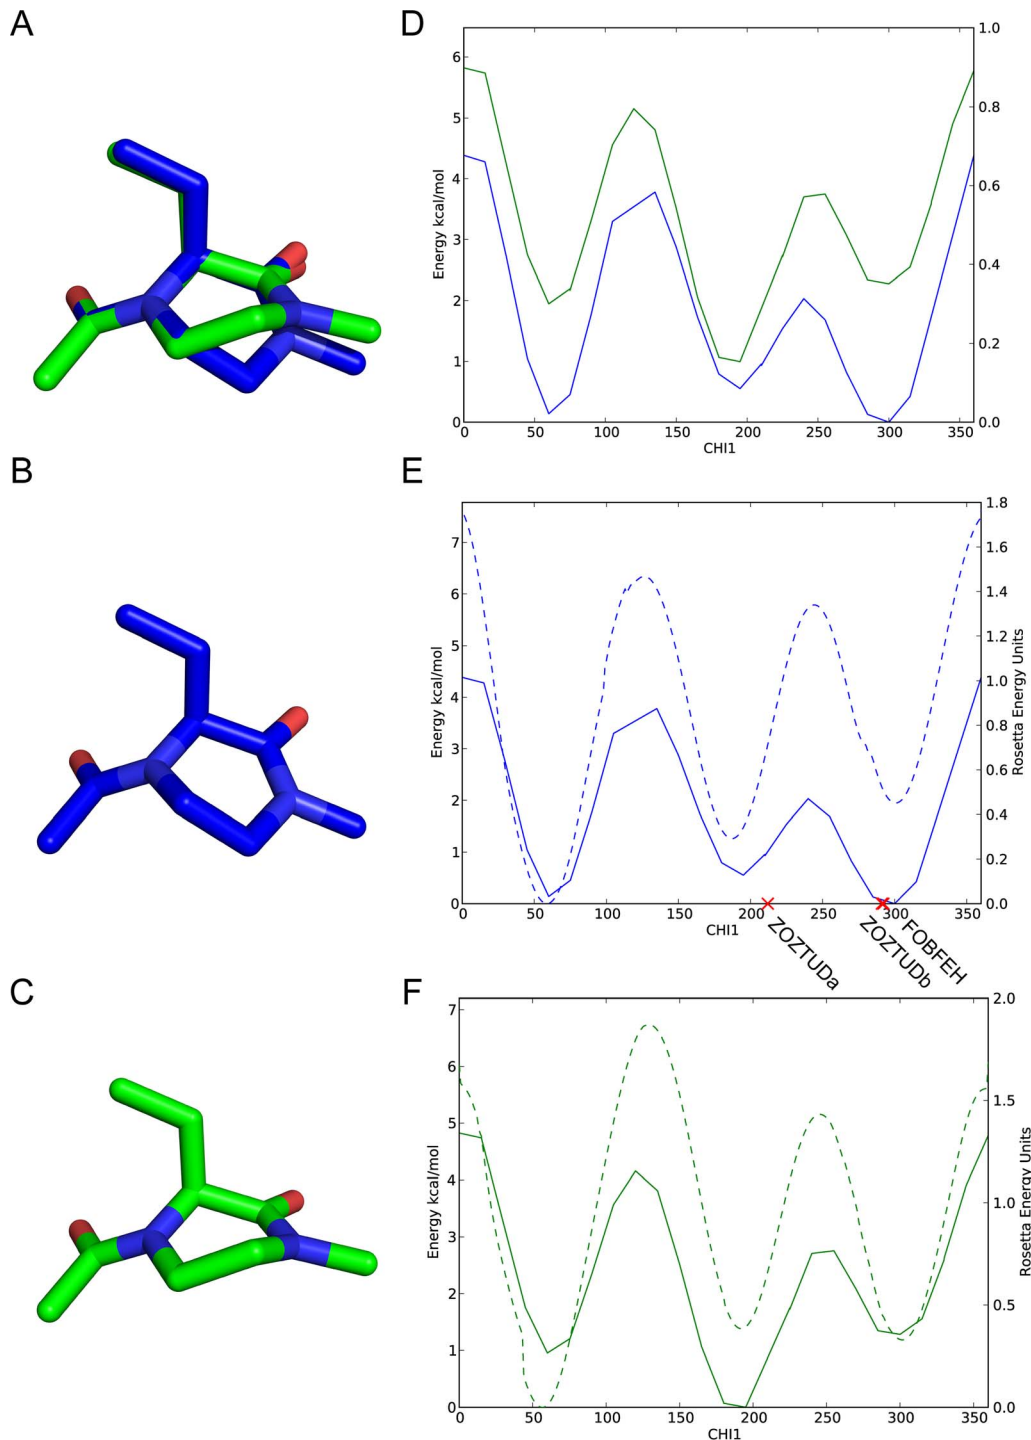 A
D
1.0
6
5
4
3
2
1
0
0.8
0.6
0.4
0.2
0.0
Energy kcal/mol
0 50 100 150 200 250 300 350
CHI1
B
E
1.8
1.6
1.4
1.2
1.0
0.8
0.6
0.4
0.2
0.0
7
6
5
4
3
2
1
0
Energy kcal/mol
Rosetta Energy Units
0 50 100 150 200 250 300 350
CHI1
ZOZTUDa
ZOZTUDb
FOBFEH
C
F
2.0
1.5
1.0
0.5
0.0
7
6
5
4
3
2
1
0
Energy kcal/mol
Rosetta Energy Units
0 50 100 150 200 250 300 350
CHI1